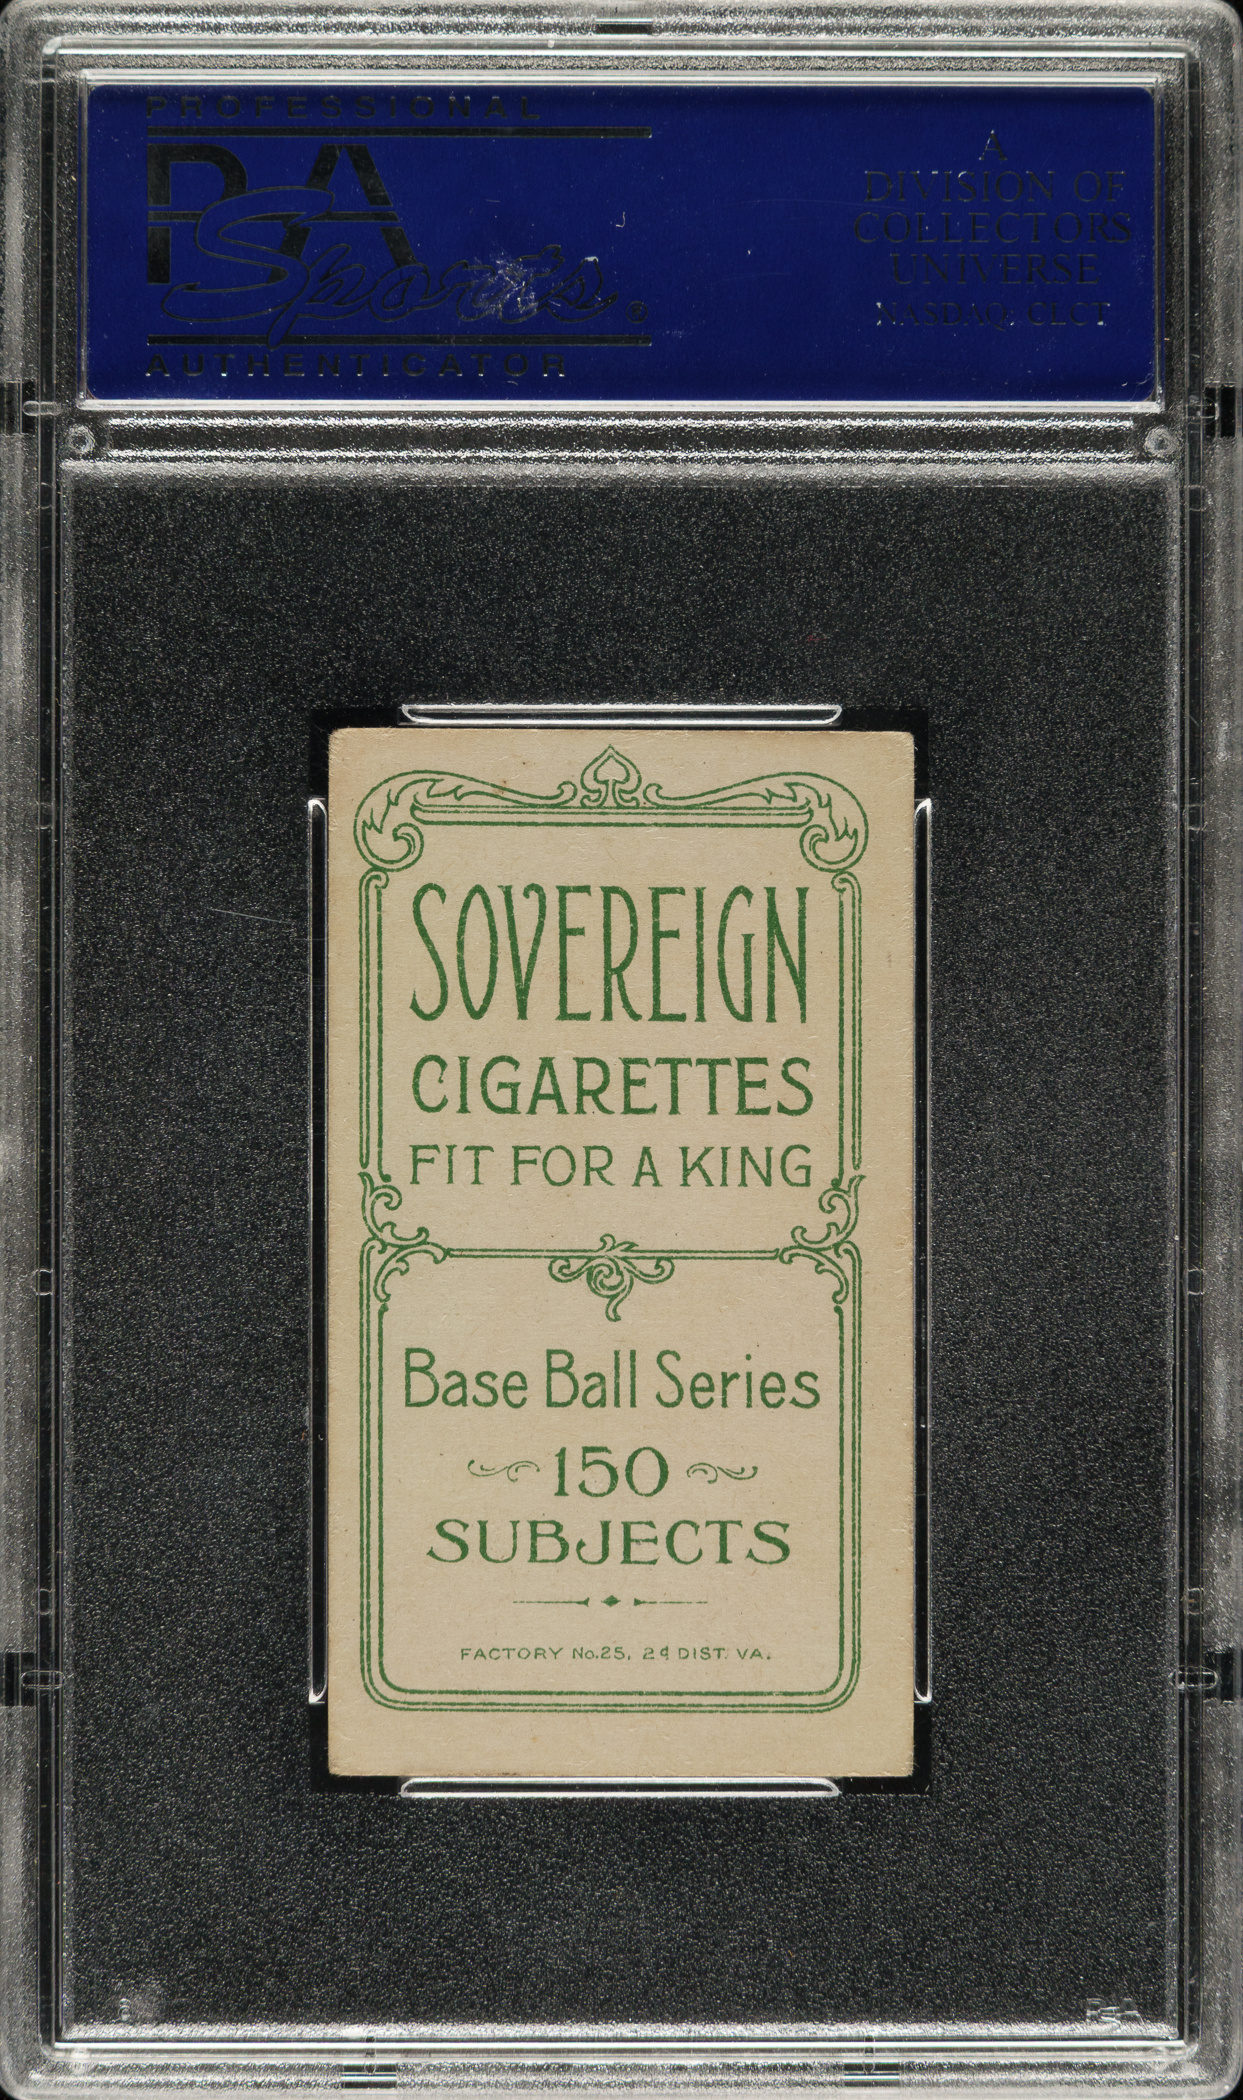 PROFESSIONAL
PSA
Sports®
AUTHENTICATOR
A
DIVISION OF
COLLECTORS
UNIVERSE
NASDAQ: CLCT
SOVEREIGN
CIGARETTES
FIT FOR A KING
Base Ball Series
150
SUBJECTS
FACTORY No.25, 2d DIST. VA.
PSA